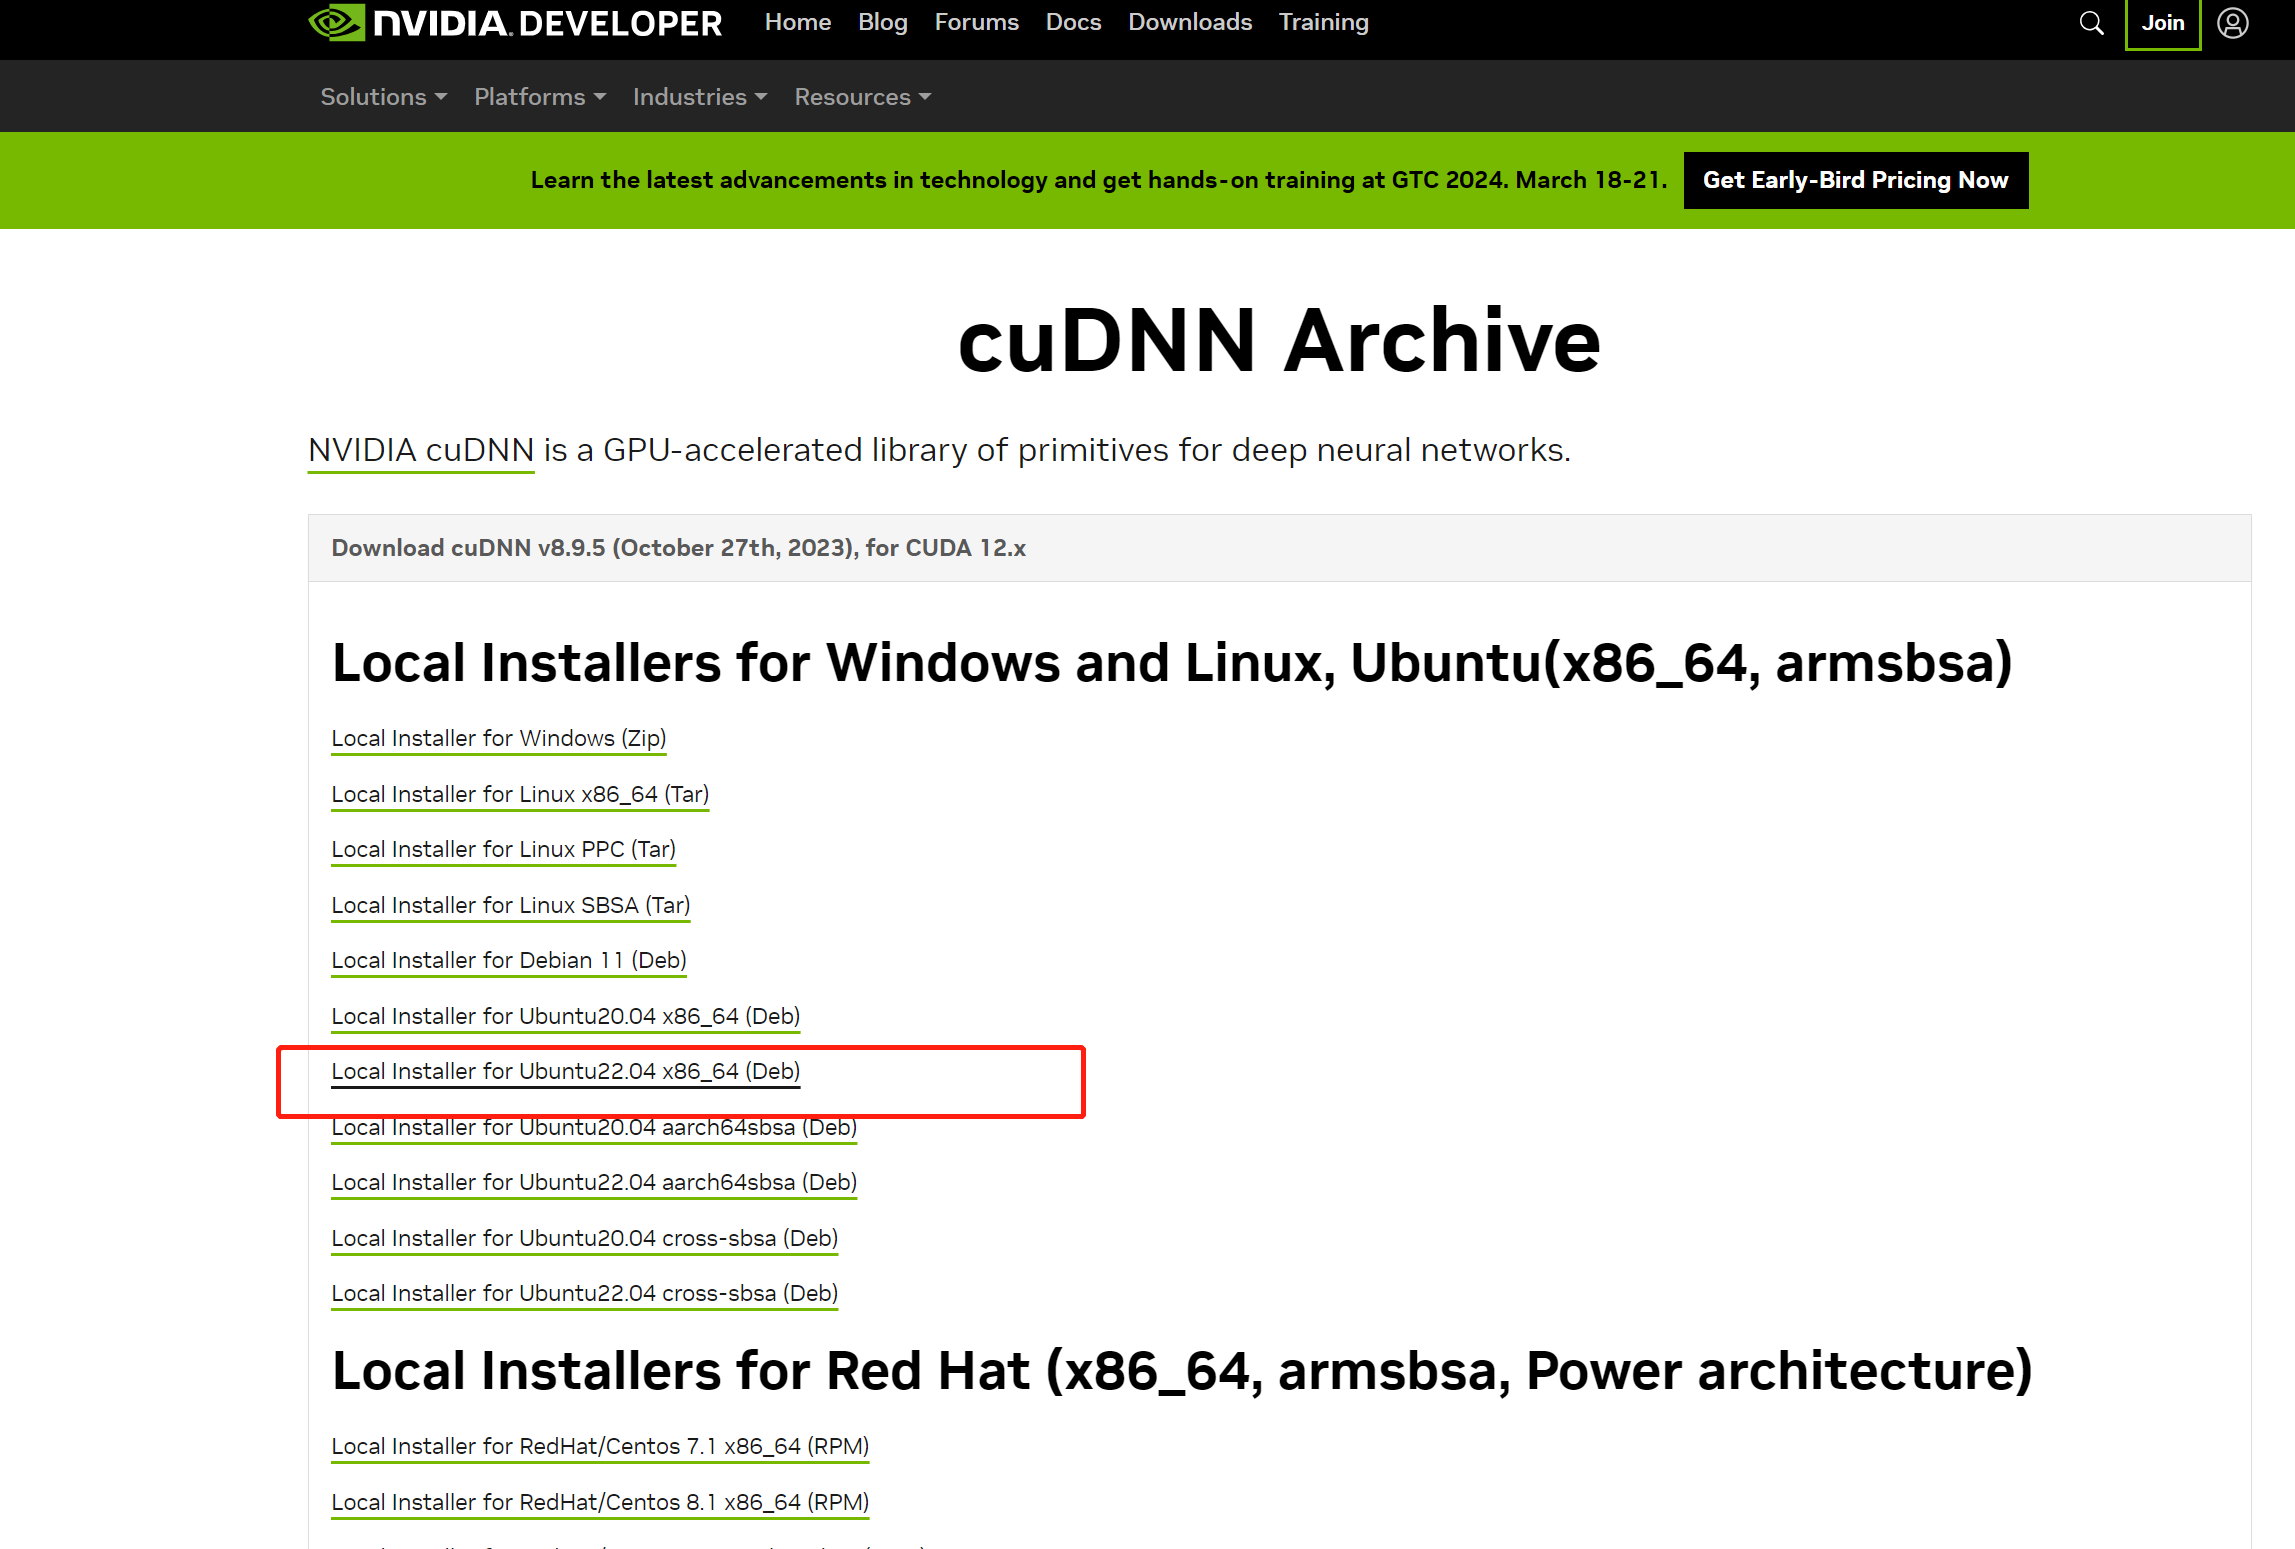 NVIDIA. DEVELOPER Home Blog Forums Docs Downloads Training Join
Solutions Platforms Industries Resources
Learn the latest advancements in technology and get hands-on training at GTC 2024. March 18-21. Get Early-Bird Pricing Now
cuDNN Archive
NVIDIA cuDNN is a GPU-accelerated library of primitives for deep neural networks.
Download cuDNN v8.9.5 (October 27th, 2023), for CUDA 12.x
Local Installers for Windows and Linux, Ubuntu(x86_64, armsbsa)
Local Installer for Windows (Zip)
Local Installer for Linux x86_64 (Tar)
Local Installer for Linux PPC (Tar)
Local Installer for Linux SBSA (Tar)
Local Installer for Debian 11 (Deb)
Local Installer for Ubuntu20.04 x86_64 (Deb)
Local Installer for Ubuntu22.04 x86_64 (Deb)
Local Installer for Ubuntu20.04 aarch64sbsa (Deb)
Local Installer for Ubuntu22.04 aarch64sbsa (Deb)
Local Installer for Ubuntu20.04 cross-sbsa (Deb)
Local Installer for Ubuntu22.04 cross-sbsa (Deb)
Local Installers for Red Hat (x86_64, armsbsa, Power architecture)
Local Installer for RedHat/Centos 7.1 x86_64 (RPM)
Local Installer for RedHat/Centos 8.1 x86_64 (RPM)